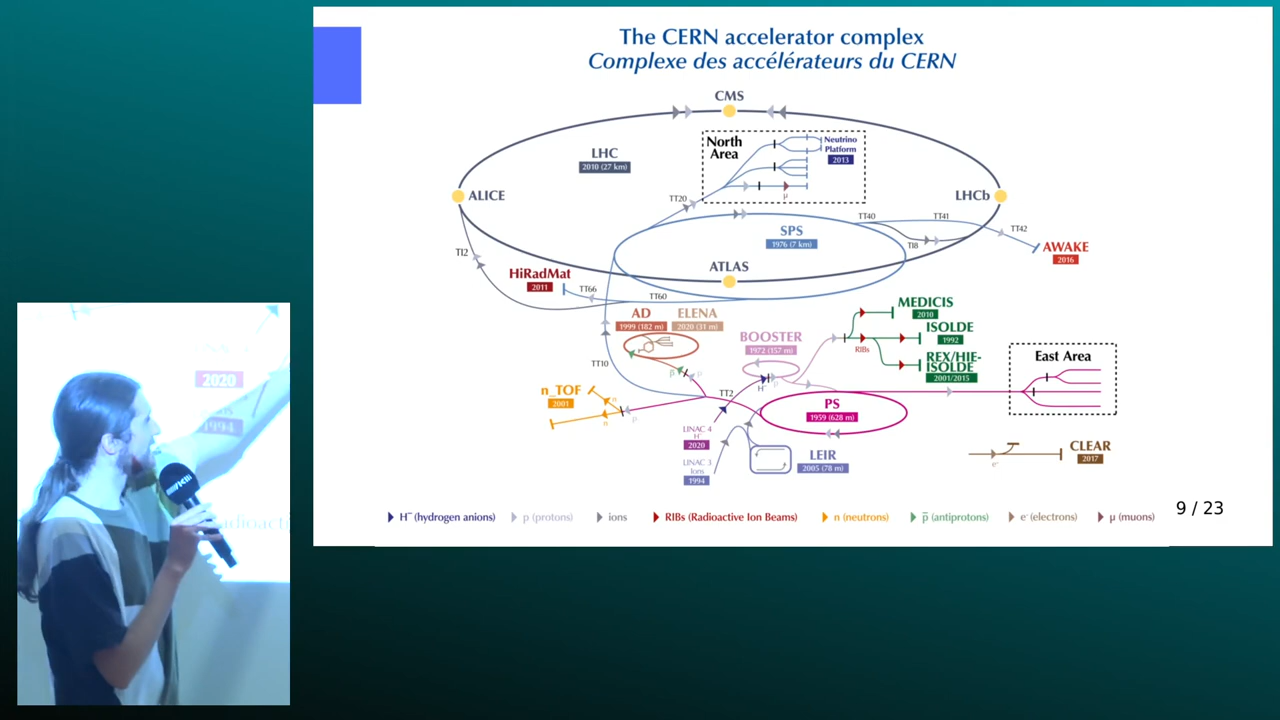 The CERN accelerator complex
Complexe des accélérateurs du CERN
CMS
North
Area
Neutrino
Platform
2013
LHC
2010 (27 km)
ALICE
LHCb
TT20
μ
TT40
TT41
TT42
SPS
1976 (7 km)
TI8
TI2
AWAKE
2016
ATLAS
HiRadMat
2011
TT66
TT60
AD
1999 (182 m)
ELENA
2020 (31 m)
MEDICIS
2010
ISOLDE
1992
BOOSTER
1972 (157 m)
RIBs
REX/HIE-
ISOLDE
2001/2015
East Area
TT10
p̄
p
H⁻
p
n_TOF
2001
n
n
p
TT2
PS
1959 (628 m)
LINAC 4
H⁻
2020
LINAC 3
Ions
1994
LEIR
2005 (78 m)
CLEAR
2017
e⁻
H⁻ (hydrogen anions)
p (protons)
ions
RIBs (Radioactive Ion Beams)
n (neutrons)
p̄ (antiprotons)
e⁻ (electrons)
μ (muons)
9 / 23
2020
1994